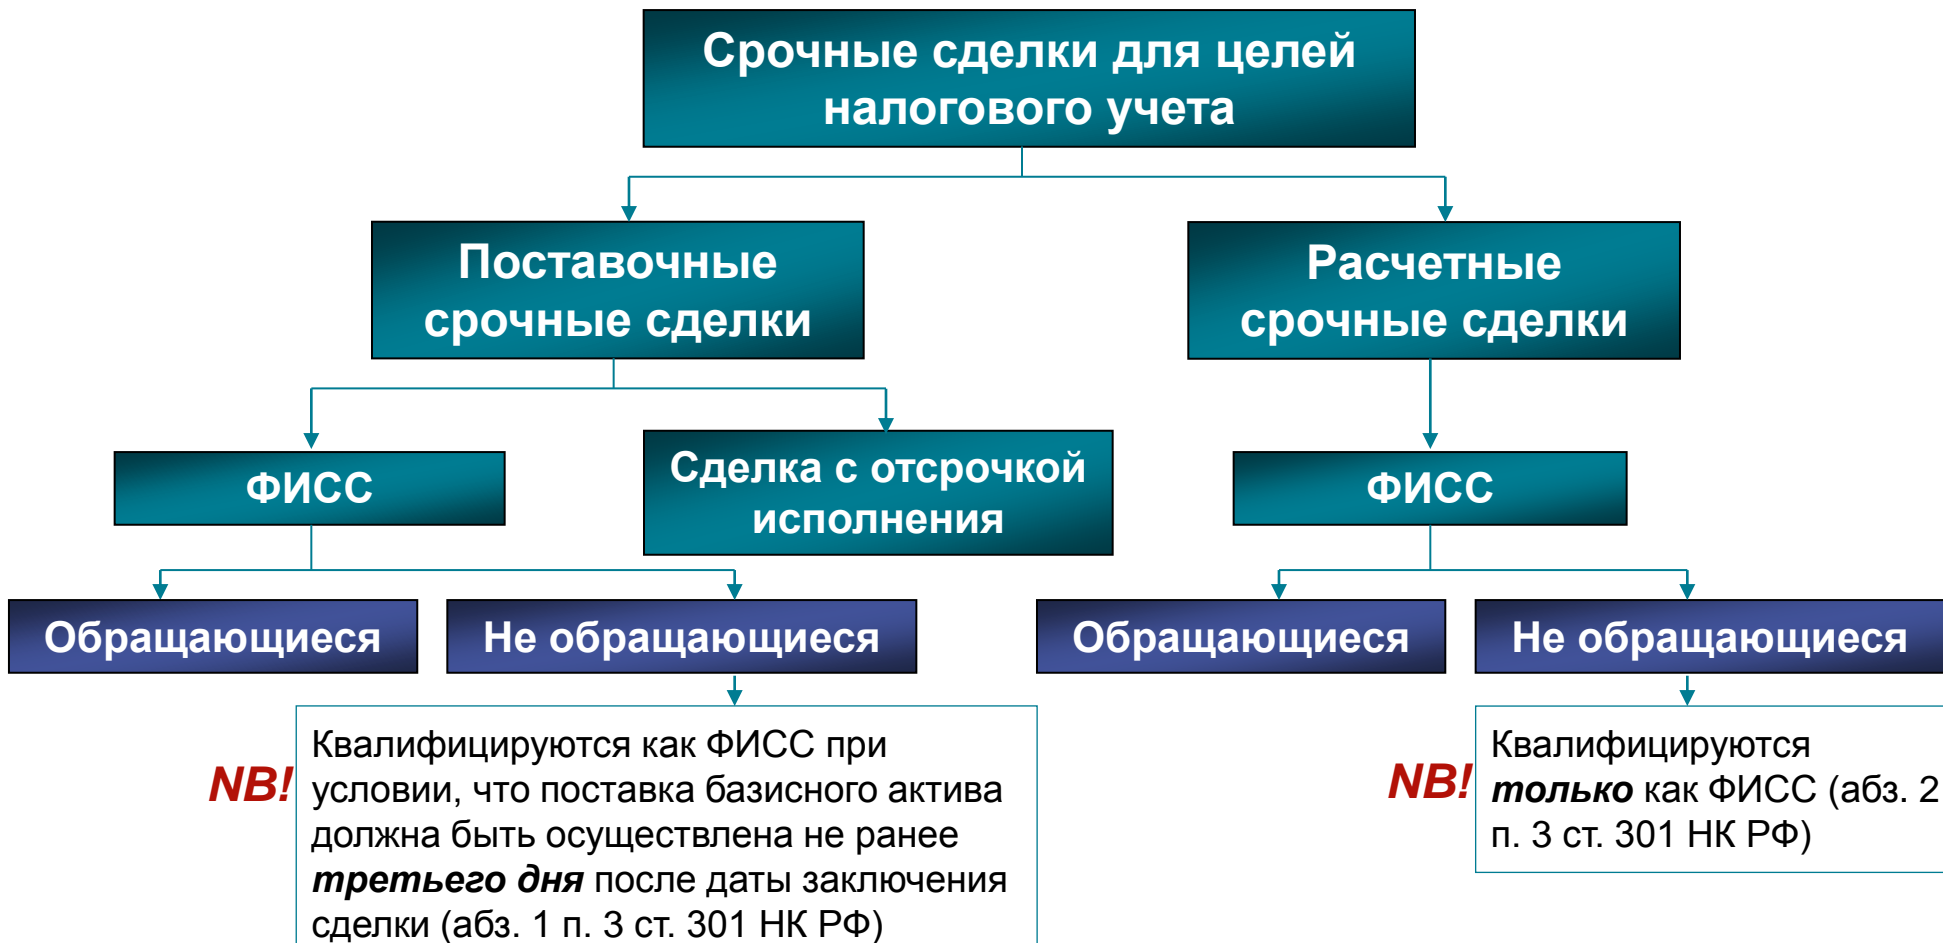 Срочные сделки для целей
налогового учета
Поставочные
срочные сделки
Расчетные
срочные сделки
ФИСС
Сделка с отсрочкой
исполнения
ФИСС
Обращающиеся
Не обращающиеся
Обращающиеся
Не обращающиеся
NB!
Квалифицируются как ФИСС при
условии, что поставка базисного актива
должна быть осуществлена не ранее
третьего дня после даты заключения
сделки (абз. 1 п. 3 ст. 301 НК РФ)
NB!
Квалифицируются
только как ФИСС (абз. 2
п. 3 ст. 301 НК РФ)